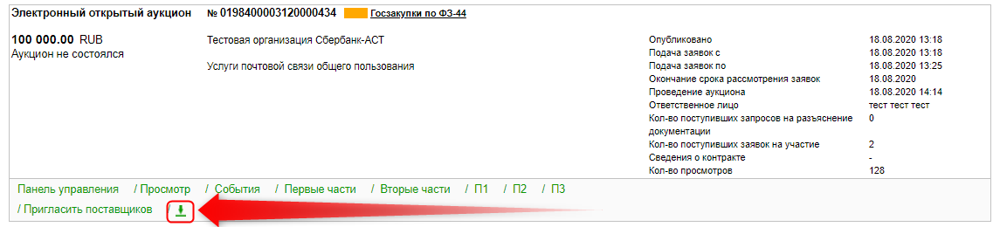 Электронный открытый аукцион № 0198400003120000434 Госзакупки по ФЗ-44
100 000.00 RUB
Аукцион не состоялся
Тестовая организация Сбербанк-АСТ
Услуги почтовой связи общего пользования
Опубликовано 18.08.2020 13:18
Подача заявок с 18.08.2020 13:18
Подача заявок по 18.08.2020 13:25
Окончание срока рассмотрения заявок 18.08.2020
Проведение аукциона 18.08.2020 14:14
Ответственное лицо тест тест тест
Кол-во поступивших запросов на разъяснение 0
документации
Кол-во поступивших заявок на участие 2
Сведения о контракте -
Кол-во просмотров 128
Панель управления / Просмотр / События / Первые части / Вторые части / П1 / П2 / П3
/ Пригласить поставщиков /